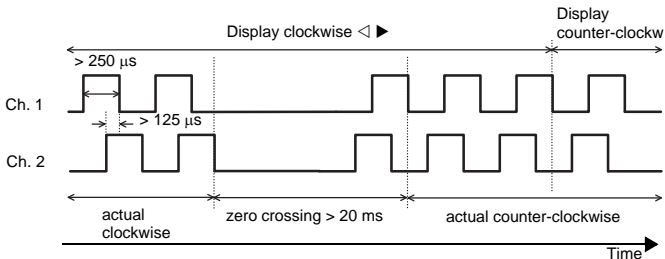 Display
Display clockwise ◁ ▶
counter-clockw
> 250 µs
Ch. 1
> 125 µs
Ch. 2
actual
clockwise
zero crossing > 20 ms
actual counter-clockwise
Time